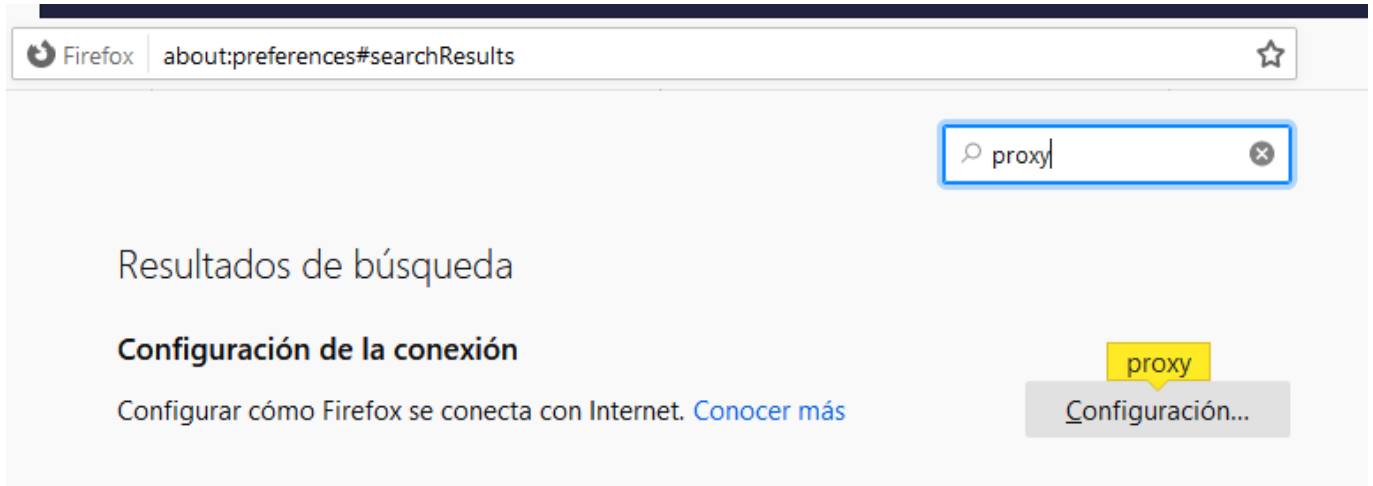 Firefox about:preferences#searchResults
proxy
Resultados de búsqueda
Configuración de la conexión
proxy
Configurar cómo Firefox se conecta con Internet. Conocer más
Configuración...